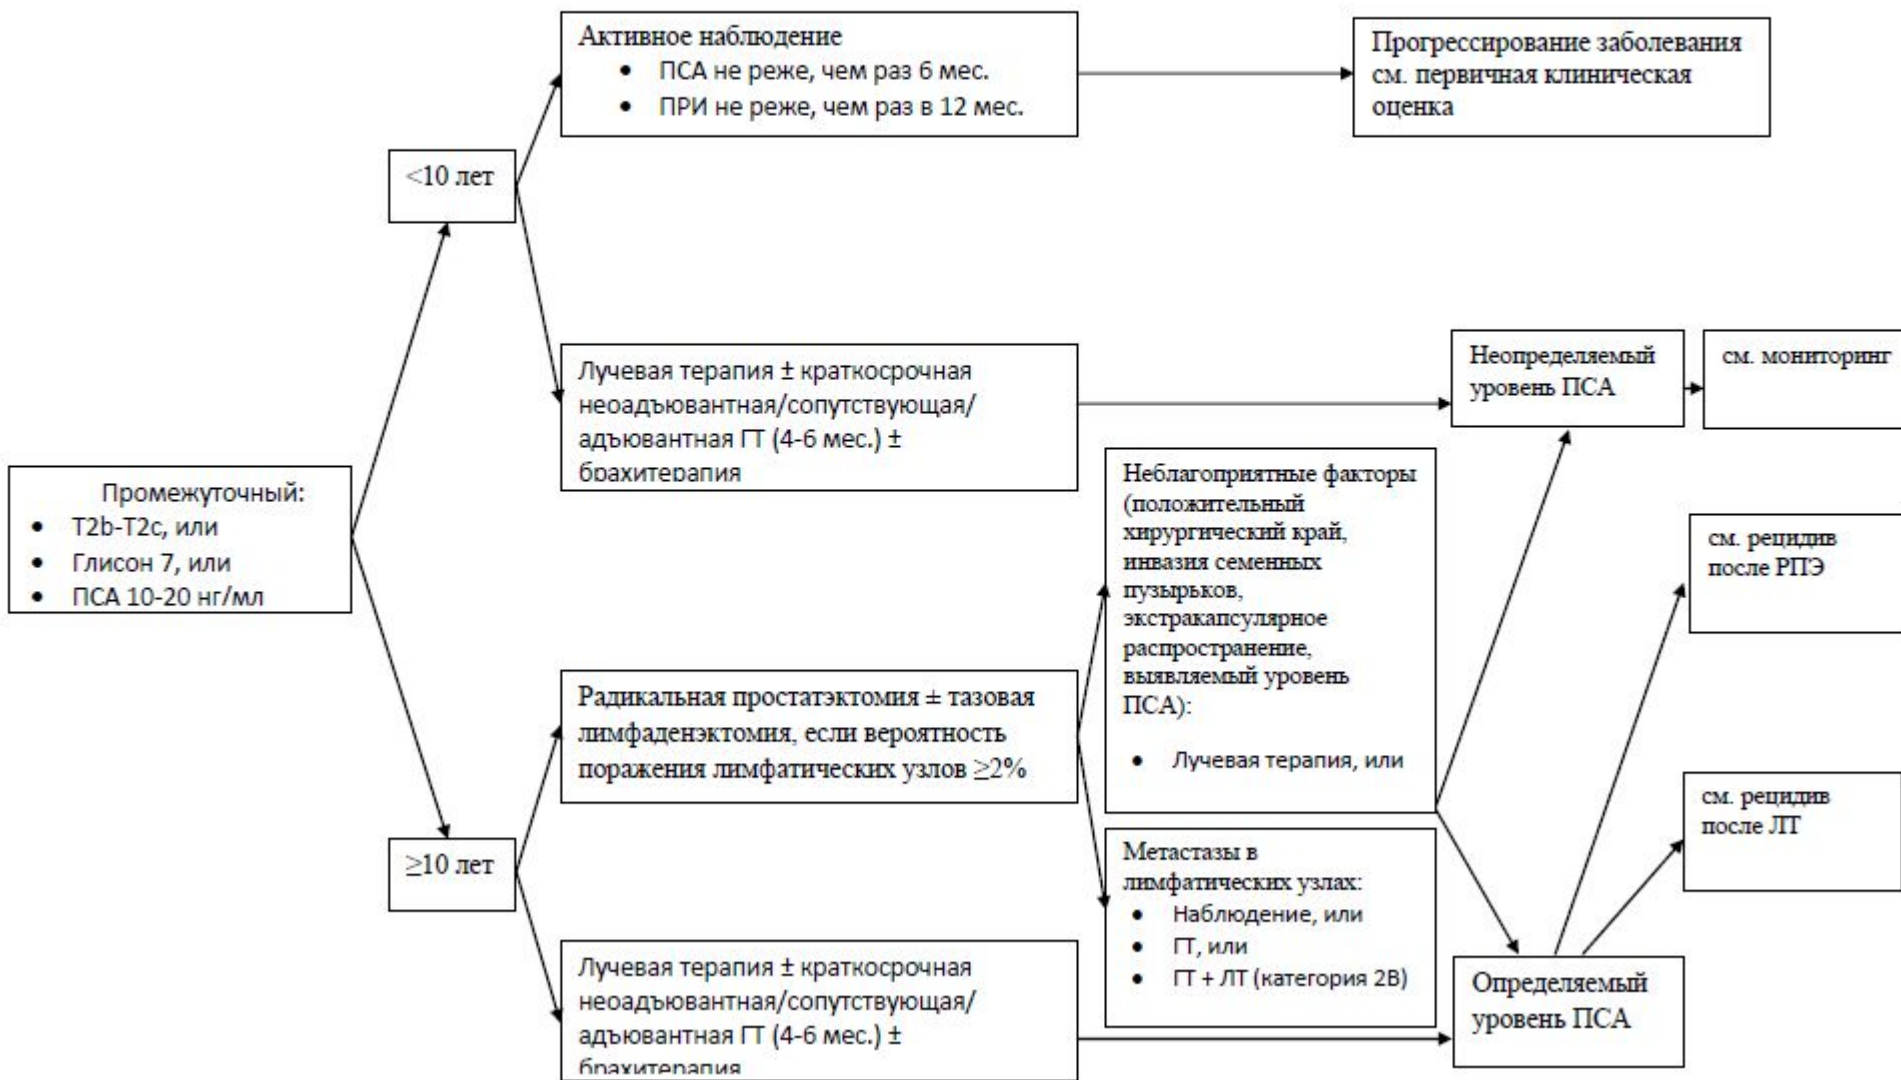 Активное наблюдение
• ПСА не реже, чем раз 6 мес.
• ПРИ не реже, чем раз в 12 мес.
Прогрессирование заболевания
см. первичная клиническая
оценка
<10 лет
Лучевая терапия ± краткосрочная
неоадъювантная/сопутствующая/
адъювантная ГТ (4-6 мес.) ±
брахитерапия
Неопределяемый
уровень ПСА
см. мониторинг
Промежуточный:
• T2b-T2c, или
• Глисон 7, или
• ПСА 10-20 нг/мл
Неблагоприятные факторы
(положительный
хирургический край,
инвазия семенных
пузырьков,
экстракапсулярное
распространение,
выявляемый уровень
ПСА):
• Лучевая терапия, или
см. рецидив
после РПЭ
Радикальная простатэктомия ± тазовая
лимфаденэктомия, если вероятность
поражения лимфатических узлов ≥2%
см. рецидив
после ЛТ
≥10 лет
Метастазы в
лимфатических узлах:
• Наблюдение, или
• ГТ, или
• ГТ + ЛТ (категория 2В)
Лучевая терапия ± краткосрочная
неоадъювантная/сопутствующая/
адъювантная ГТ (4-6 мес.) ±
брахитерапия
Определяемый
уровень ПСА